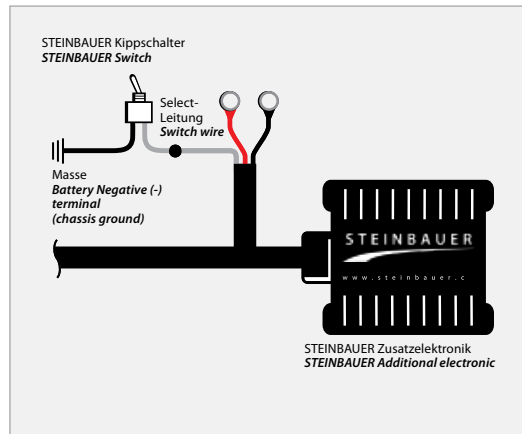 STEINBAUER Kippschalter
STEINBAUER Switch
Select-
Leitung
Switch wire
Masse
Battery Negative (-)
terminal
(chassis ground)
STEINBAUER
www.steinbauer.c
STEINBAUER Zusatzelektronik
STEINBAUER Additional electronic